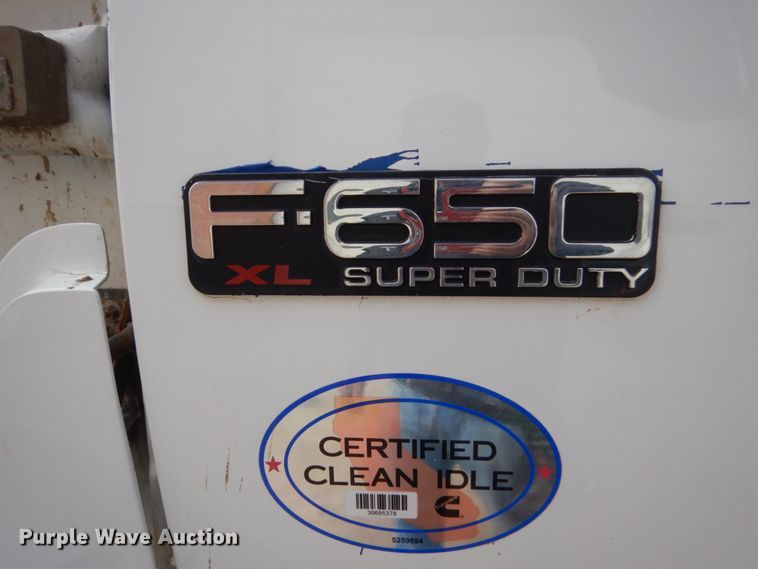 F-650
XL SUPER DUTY
CERTIFIED
CLEAN IDLE
30695378
5259894
Purple Wave Auction®